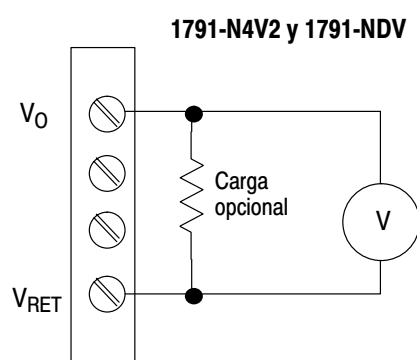 1791-N4V2 y 1791-NDV
VO
Carga
opcional
V
VRET